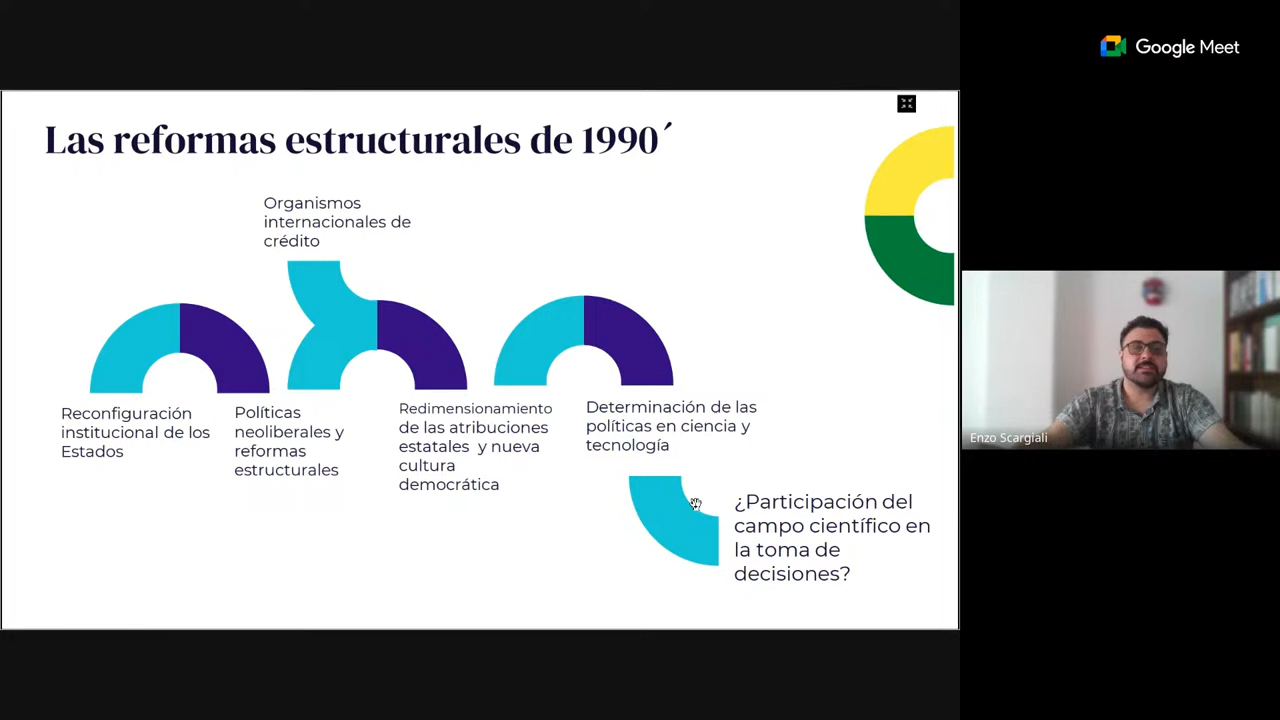 Google Meet
Las reformas estructurales de 1990´
Organismos
internacionales de
crédito
Reconfiguración
institucional de los
Estados
Políticas
neoliberales y
reformas
estructurales
Redimensionamiento
de las atribuciones
estatales y nueva
cultura
democrática
Determinación de las
políticas en ciencia y
tecnología
¿Participación del
campo científico en
la toma de
decisiones?
Enzo Scargiali